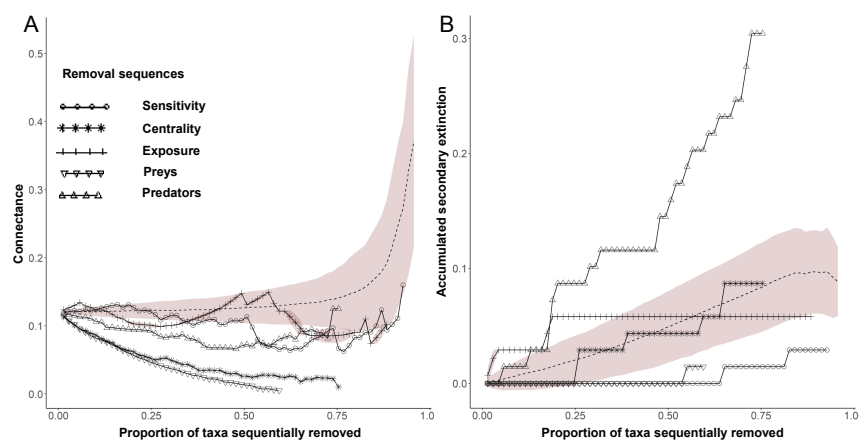 A
B
Removal sequences
Sensitivity
Centrality
Exposure
Preys
Predators
Connectance
0.5
0.4
0.3
0.2
0.1
0.0
0.00
0.25
0.50
0.75
1.0
Proportion of taxa sequentially removed
Accumulated secondary extinction
0.3
0.2
0.1
0.0
0.00
0.25
0.50
0.75
1.0
Proportion of taxa sequentially removed